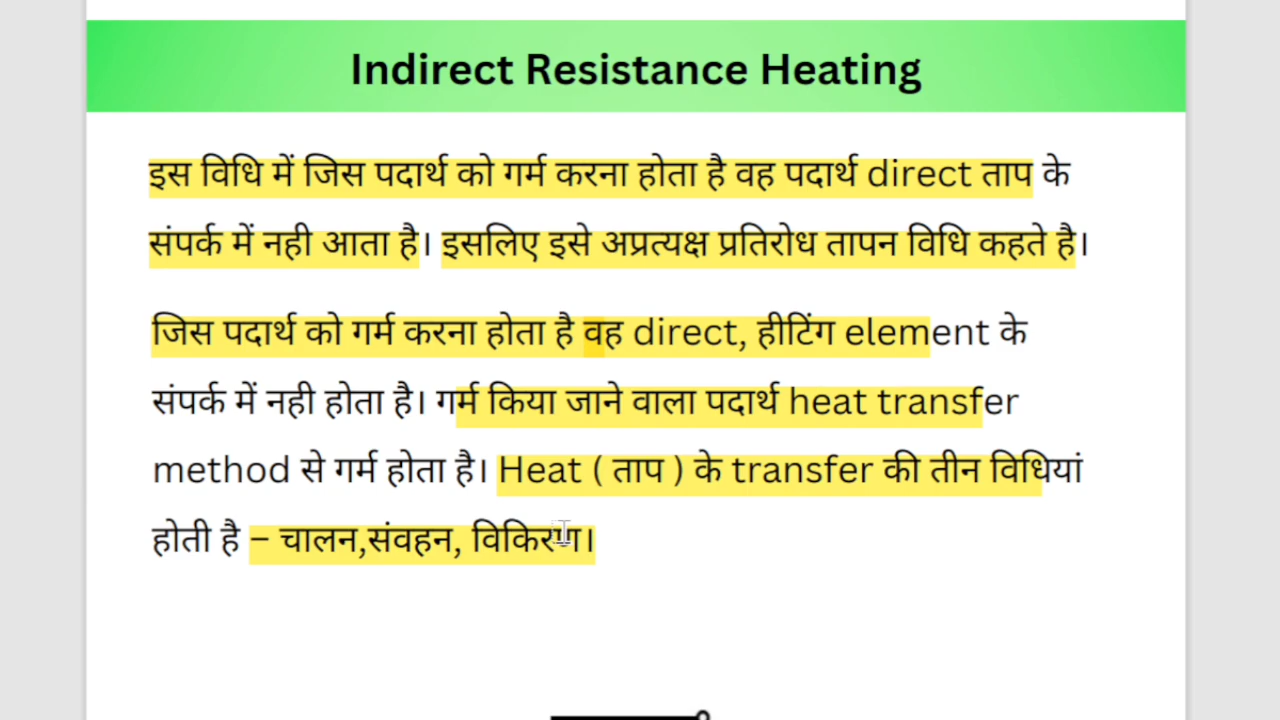 Indirect Resistance Heating
इस विधि में जिस पदार्थ को गर्म करना होता है वह पदार्थ direct ताप के
संपर्क में नही आता है। इसलिए इसे अप्रत्यक्ष प्रतिरोध तापन विधि कहते है।
जिस पदार्थ को गर्म करना होता है वह direct, हीटिंग element के
संपर्क में नही होता है। गर्म किया जाने वाला पदार्थ heat transfer
method से गर्म होता है। Heat ( ताप ) के transfer की तीन विधियां
होती है – चालन,संवहन, विकिरण।